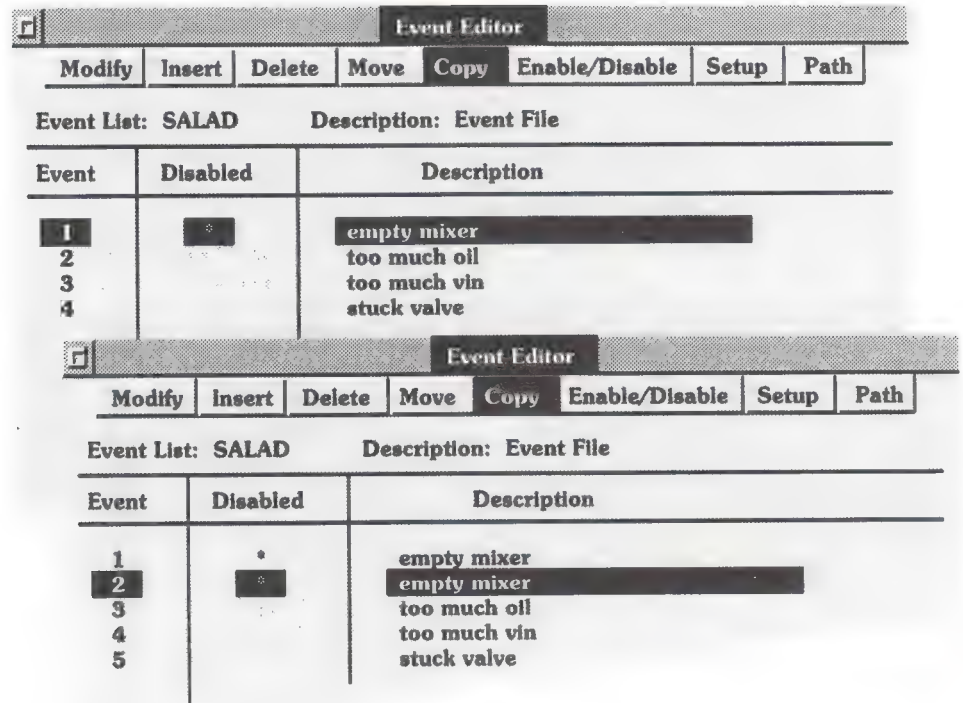 Event Editor
Modify Insert Delete Move Copy Enable/Disable Setup Path
Event List: SALAD Description: Event File
Event Disabled Description
1 * empty mixer
2 too much oil
3 too much vin
4 stuck valve
Event Editor
Modify Insert Delete Move Copy Enable/Disable Setup Path
Event List: SALAD Description: Event File
Event Disabled Description
1 * empty mixer
2 * empty mixer
3 too much oil
4 too much vin
5 stuck valve